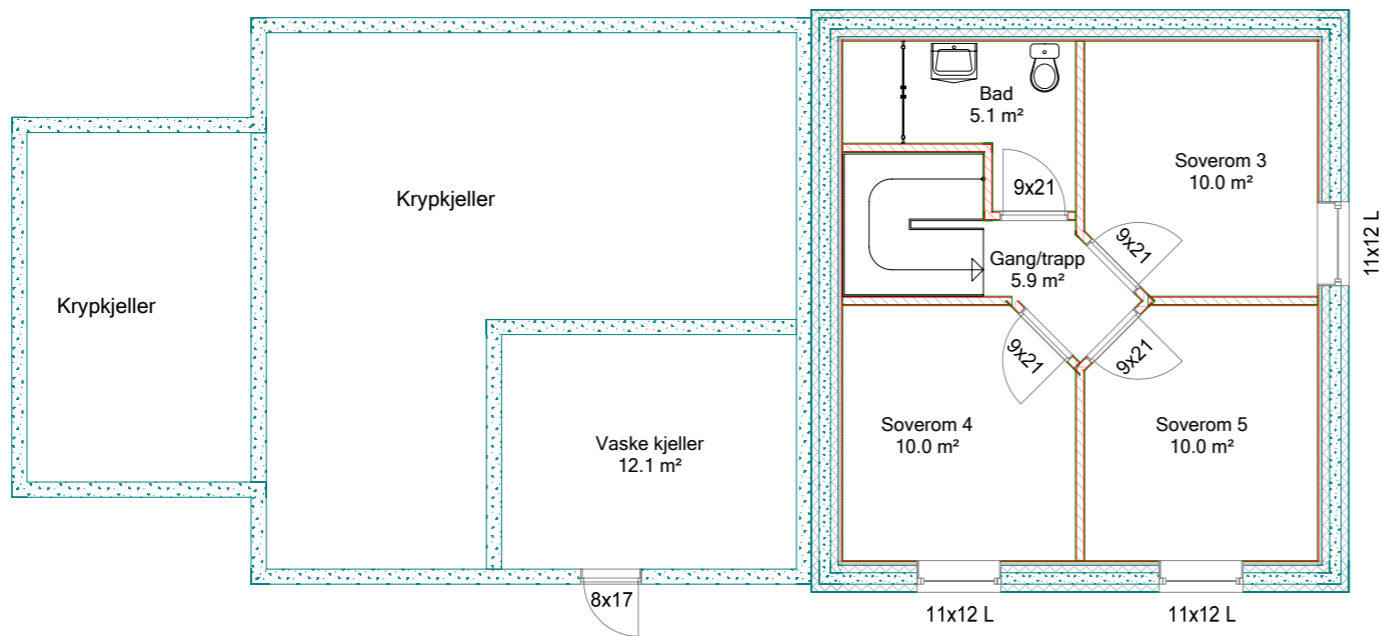 Krypkjeller
Krypkjeller
Vaske kjeller
12.1 m²
8x17
Bad
5.1 m²
9x21
Soverom 3
10.0 m²
9x21
11x12 L
Gang/trapp
5.9 m²
9x21
9x21
Soverom 4
10.0 m²
Soverom 5
10.0 m²
11x12 L
11x12 L